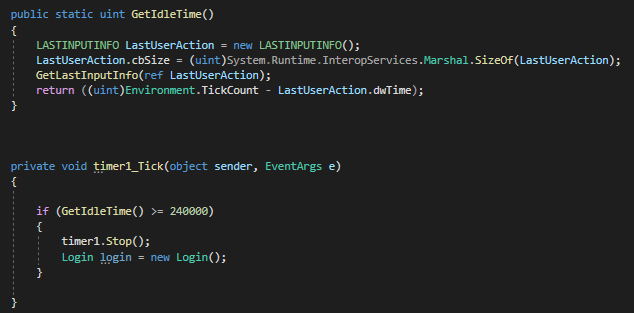 public static uint GetIdleTime()
{
LASTINPUTINFO LastUserAction = new LASTINPUTINFO();
LastUserAction.cbSize = (uint)System.Runtime.InteropServices.Marshal.SizeOf(LastUserAction);
GetLastInputInfo(ref LastUserAction);
return ((uint)Environment.TickCount - LastUserAction.dwTime);
}
private void timer1_Tick(object sender, EventArgs e)
{
if (GetIdleTime() >= 240000)
{
timer1.Stop();
Login login = new Login();
}
}